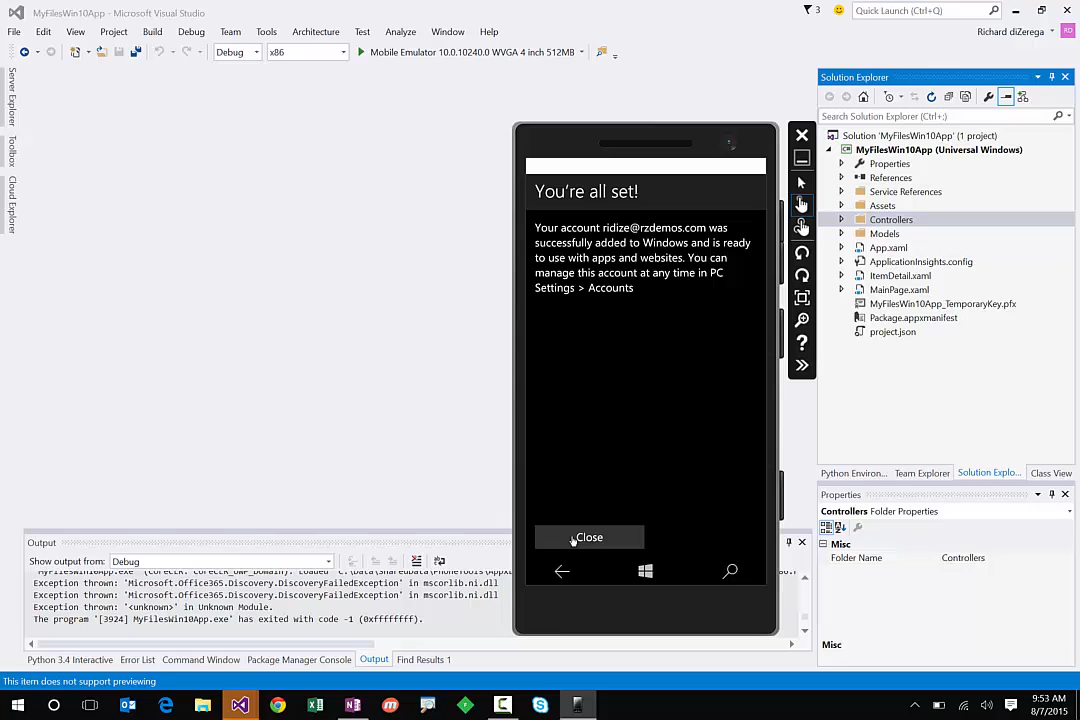 MyFilesWin10App - Microsoft Visual Studio
3
Quick Launch (Ctrl+Q)
File Edit View Project Build Debug Team Tools Architecture Test Analyze Window Help
Richard diZerega
RD
Debug
x86
Mobile Emulator 10.0.10240.0 WVGA 4 inch 512MB
Server Explorer
Toolbox
Cloud Explorer
Solution Explorer
Search Solution Explorer (Ctrl+;)
Solution 'MyFilesWin10App' (1 project)
MyFilesWin10App (Universal Windows)
Properties
References
Service References
Assets
Controllers
Models
App.xaml
ApplicationInsights.config
ItemDetail.xaml
MainPage.xaml
MyFilesWin10App_TemporaryKey.pfx
Package.appxmanifest
project.json
You're all set!
Your account ridize@rzdemos.com was
successfully added to Windows and is ready
to use with apps and websites. You can
manage this account at any time in PC
Settings > Accounts
Close
Python Environ... Team Explorer Solution Explo... Class View
Properties
Controllers Folder Properties
Misc
Folder Name Controllers
Misc
Output
Show output from: Debug
Exception thrown: 'Microsoft.Office365.Discovery.DiscoveryFailedException' in mscorlib.ni.dll
Exception thrown: 'Microsoft.Office365.Discovery.DiscoveryFailedException' in mscorlib.ni.dll
Exception thrown: '<unknown>' in Unknown Module.
The program '[3924] MyFilesWin10App.exe' has exited with code -1 (0xffffffff).
Python 3.4 Interactive Error List Command Window Package Manager Console Output Find Results 1
This item does not support previewing
9:53 AM
8/7/2015